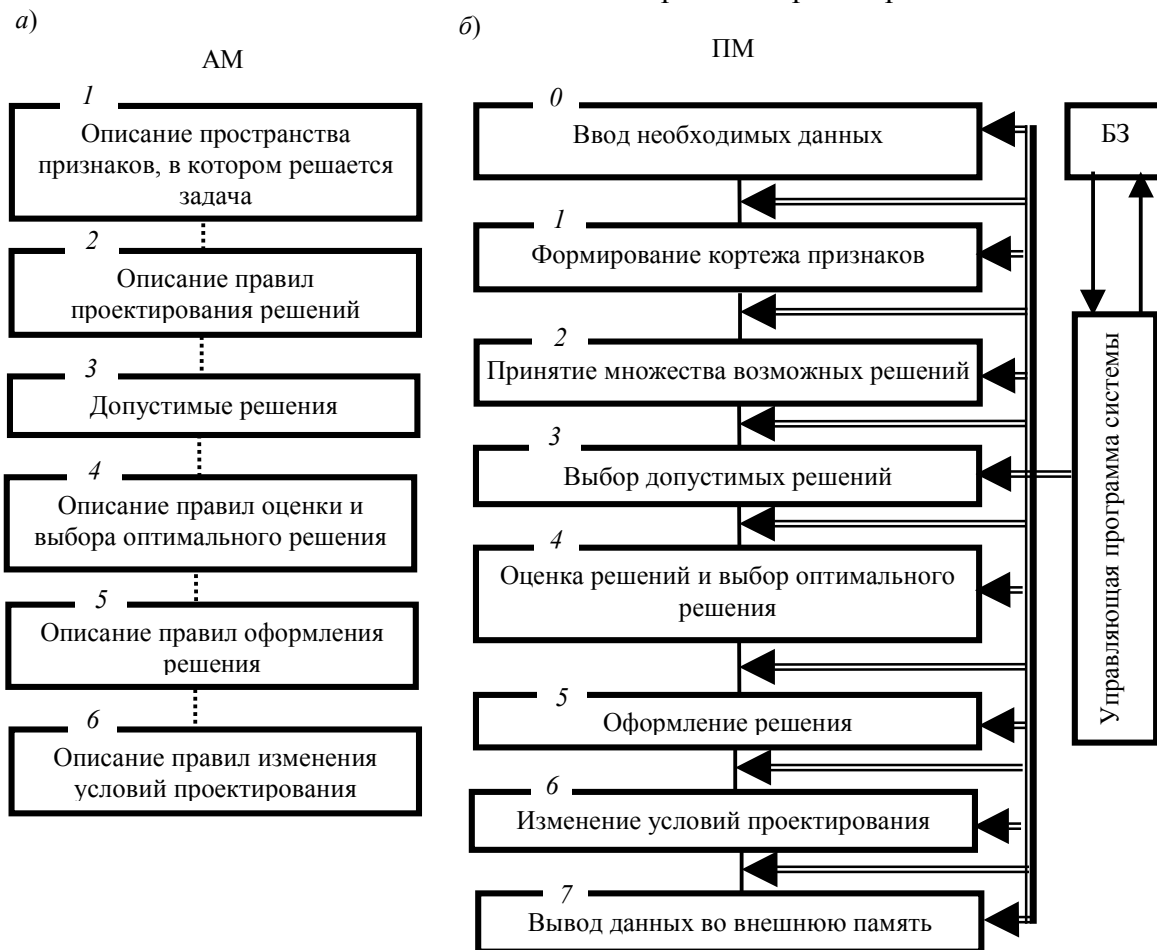 а)
АМ
1
Описание пространства
признаков, в котором решается
задача
2
Описание правил
проектирования решений
3
Допустимые решения
4
Описание правил оценки и
выбора оптимального решения
5
Описание правил оформления
решения
6
Описание правил изменения
условий проектирования
б)
ПМ
0
Ввод необходимых данных
1
Формирование кортежа признаков
2
Принятие множества возможных решений
3
Выбор допустимых решений
4
Оценка решений и выбор оптимального
решения
5
Оформление решения
6
Изменение условий проектирования
7
Вывод данных во внешнюю память
БЗ
Управляющая программа системы